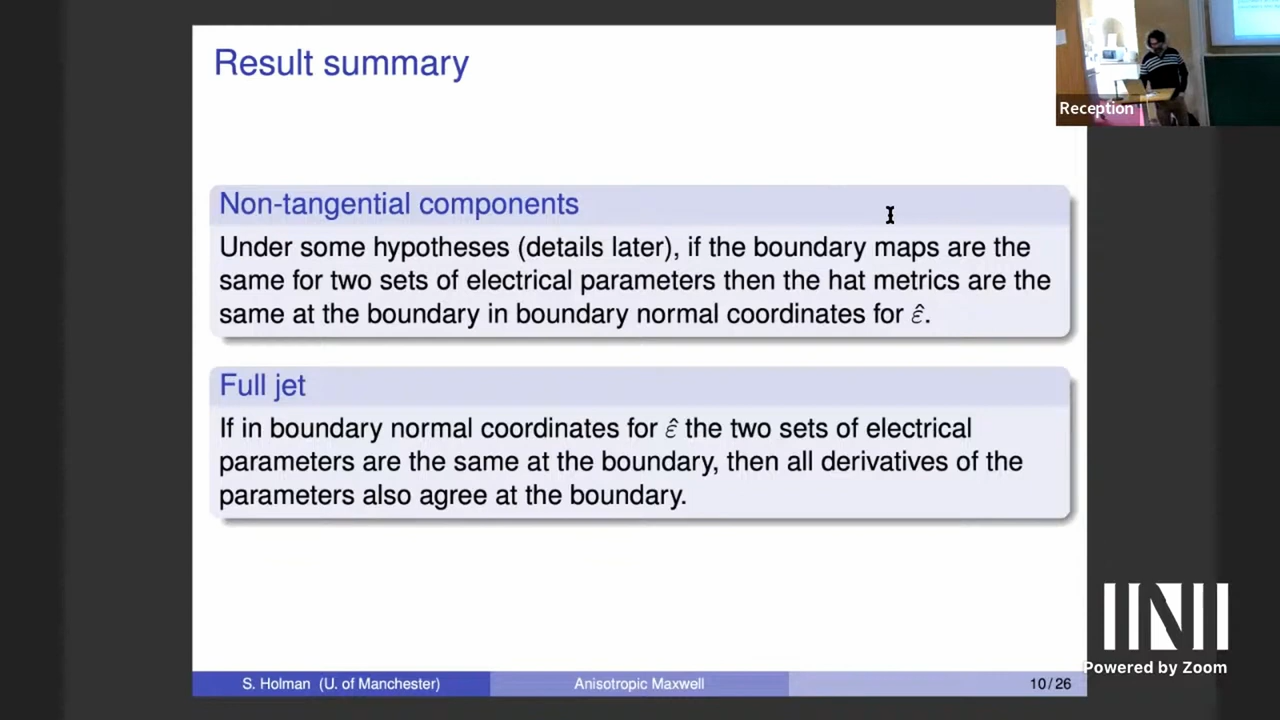 Result summary
Reception
Non-tangential components
Under some hypotheses (details later), if the boundary maps are the
same for two sets of electrical parameters then the hat metrics are the
same at the boundary in boundary normal coordinates for ε̂.
Full jet
If in boundary normal coordinates for ε̂ the two sets of electrical
parameters are the same at the boundary, then all derivatives of the
parameters also agree at the boundary.
Powered by Zoom
S. Holman (U. of Manchester) Anisotropic Maxwell 10/26